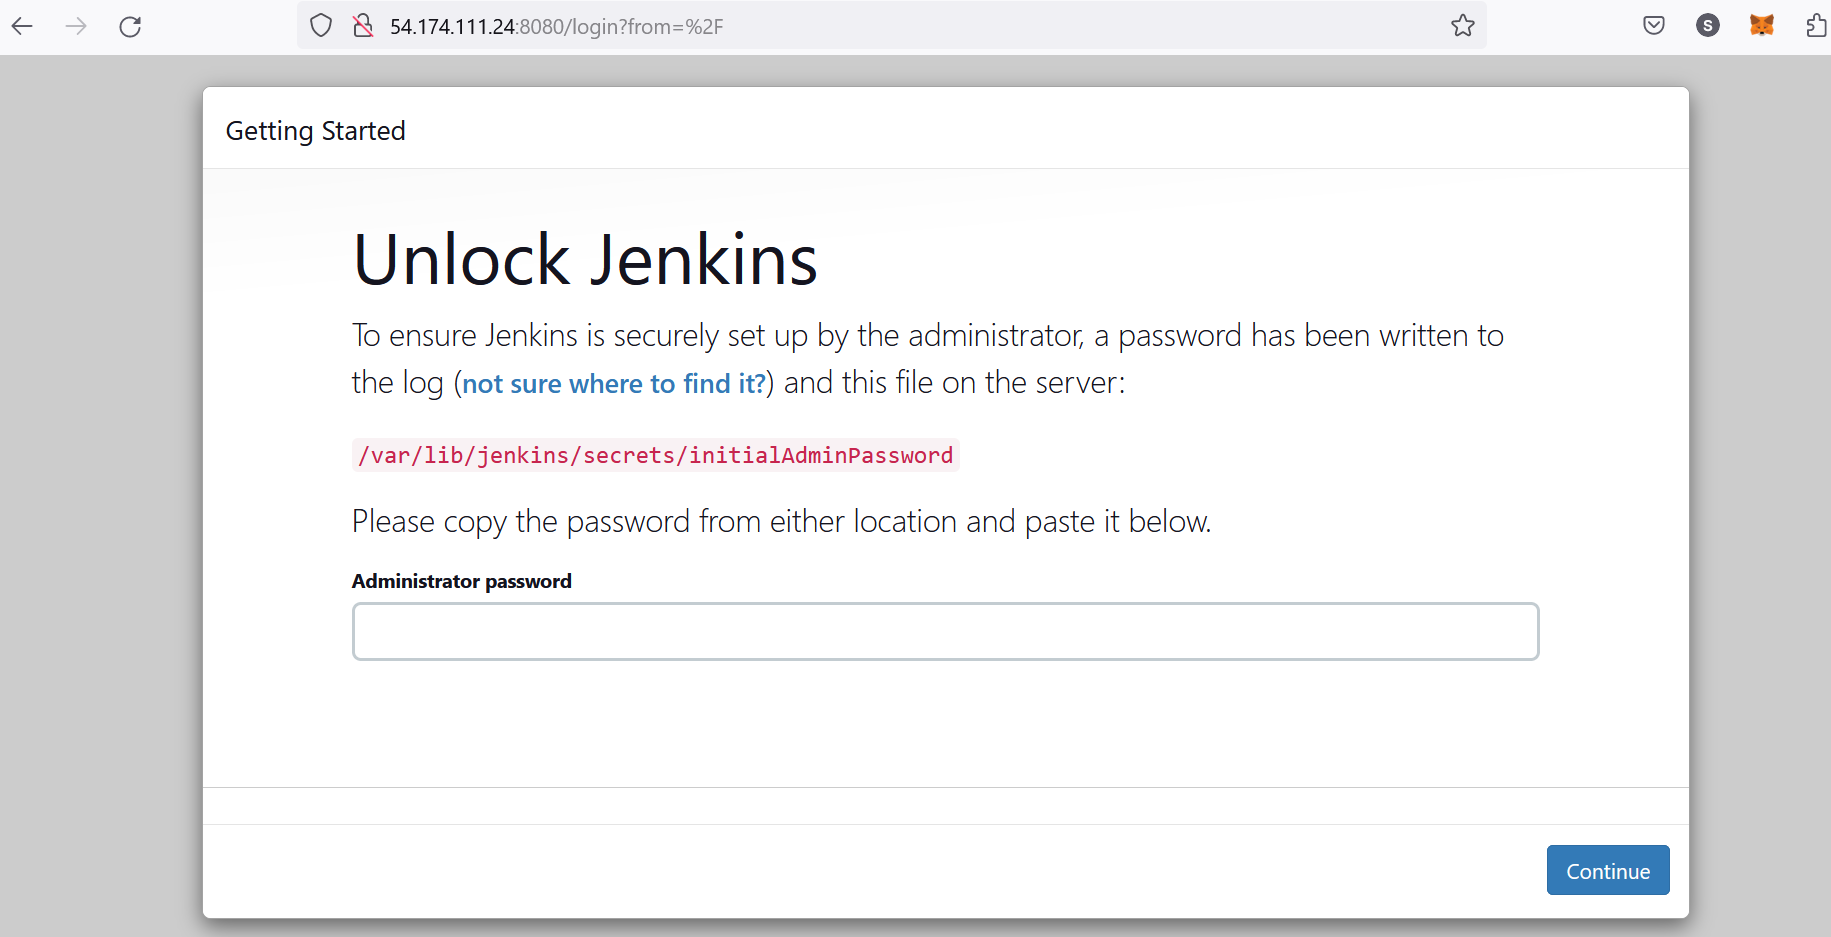 54.174.111.24:8080/login?from=%2F
S
Getting Started
Unlock Jenkins
To ensure Jenkins is securely set up by the administrator, a password has been written to
the log (not sure where to find it?) and this file on the server:
/var/lib/jenkins/secrets/initialAdminPassword
Please copy the password from either location and paste it below.
Administrator password
Continue